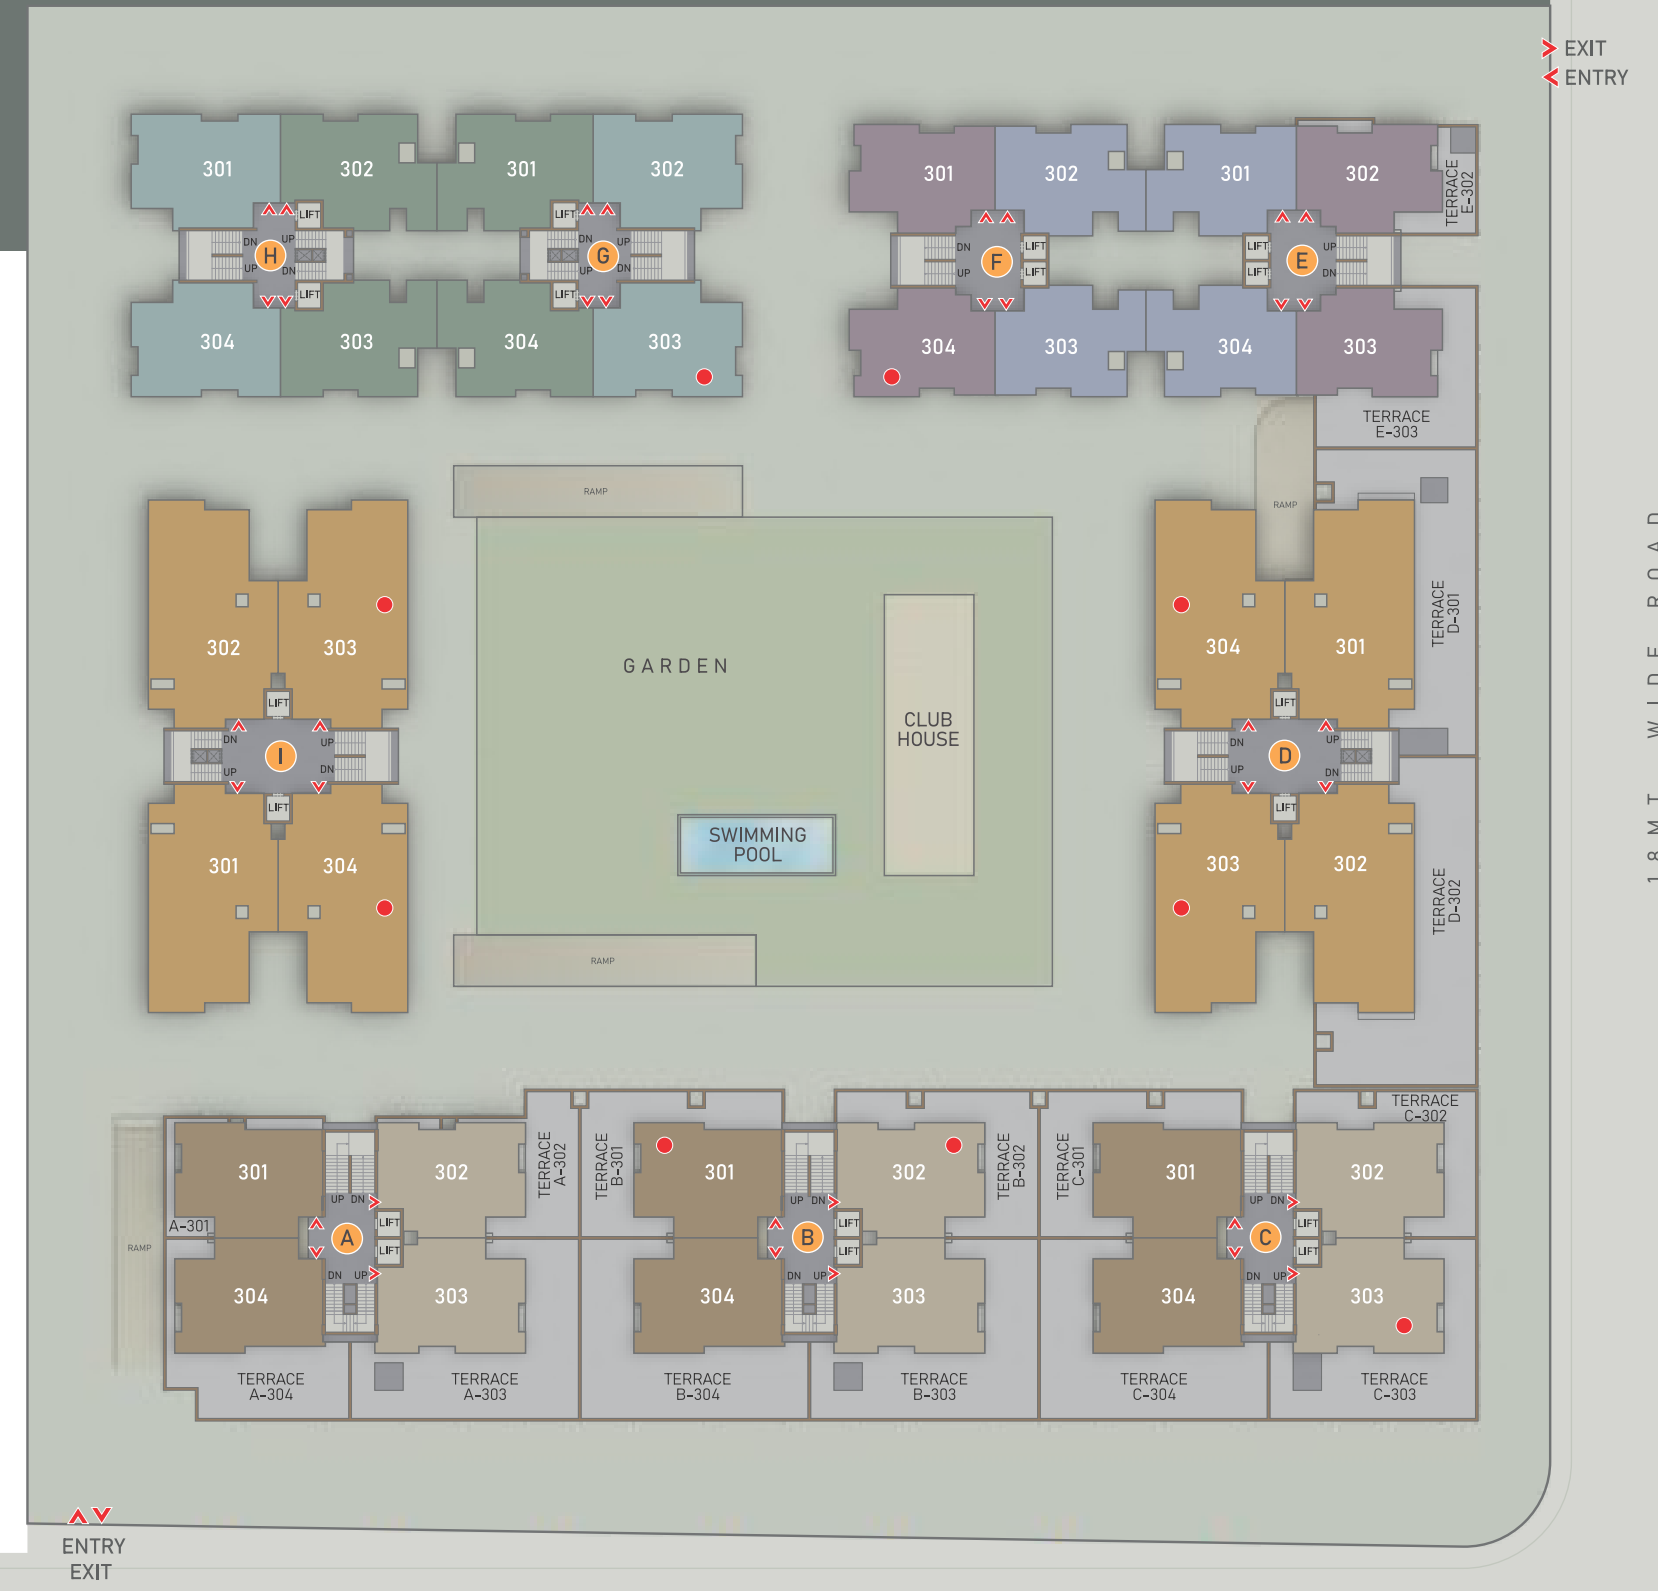 EXIT
ENTRY
301
302
301
302
LIFT
LIFT
DN
UP
H
UP
DN
LIFT
DN
UP
G
UP
DN
LIFT
304
303
304
303
301
302
301
302
TERRACE
E-302
DN
F
UP
LIFT
LIFT
LIFT
LIFT
E
UP
DN
304
303
304
303
TERRACE
E-303
RAMP
RAMP
302
303
LIFT
DN
UP
I
UP
DN
LIFT
301
304
GARDEN
CLUB
HOUSE
SWIMMING
POOL
RAMP
304
301
TERRACE
D-301
LIFT
DN
UP
D
UP
DN
LIFT
303
302
TERRACE
D-302
18MT WIDE ROAD
TERRACE
C-302
301
302
TERRACE
A-302
TERRACE
B-301
301
302
TERRACE
B-302
TERRACE
C-301
301
302
A-301
UP DN
A
LIFT
LIFT
DN UP
UP DN
B
LIFT
LIFT
DN UP
UP DN
C
LIFT
LIFT
DN UP
RAMP
304
303
304
303
304
303
TERRACE
A-304
TERRACE
A-303
TERRACE
B-304
TERRACE
B-303
TERRACE
C-304
TERRACE
C-303
ENTRY
EXIT